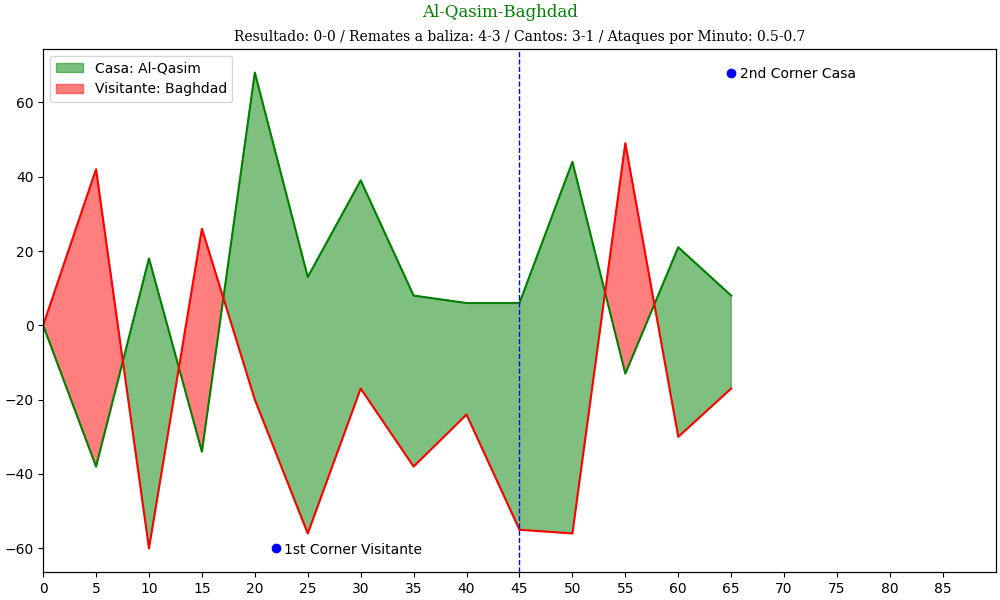 Al-Qasim-Baghdad
Resultado: 0-0 / Remates a baliza: 4-3 / Cantos: 3-1 / Ataques por Minuto: 0.5-0.7
Casa: Al-Qasim
Visitante: Baghdad
2nd Corner Casa
1st Corner Visitante
60
40
20
0
−20
−40
−60
0 5 10 15 20 25 30 35 40 45 50 55 60 65 70 75 80 85